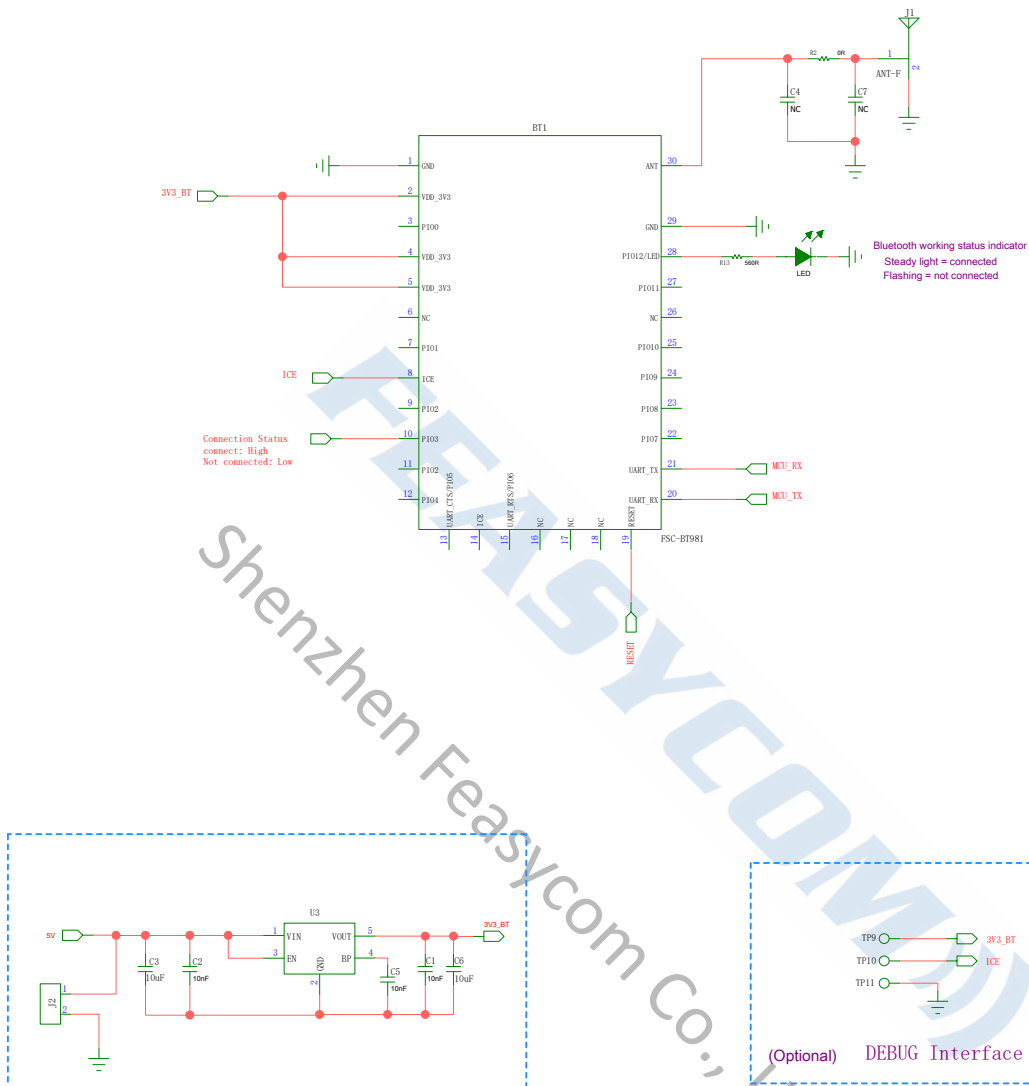 J1
R2
0R
1
2
ANT-F
C4
NC
C7
NC
BT1
1
GND
ANT
30
3V3_BT
2
VDD_3V3
3
PIO0
GND
29
4
VDD_3V3
PIO12/LED
28
R13
560R
LED
Bluetooth working status indicator
Steady light = connected
Flashing = not connected
5
VDD_3V3
PIO11
27
6
NC
NC
26
7
PIO1
PIO10
25
ICE
8
ICE
PIO9
24
9
PIO2
PIO8
23
Connection Status
connect: High
Not connected: Low
10
PIO3
PIO7
22
11
PIO2
UART_TX
21
MCU_RX
12
PIO4
UART_RX
20
MCU_TX
UART_CTS/PIO5
ICE
UART_RTS/PIO6
NC
NC
NC
RESET
13
14
15
16
17
18
19
FSC-BT981
RESET
FEASYCOM
Shenzhen Feasycom Co.,
U3
5V
1
VIN
VOUT
5
3V3_BT
3
EN
BP
4
GND
2
C3
10uF
C2
10nF
C5
10nF
C1
10nF
C6
10uF
J2
1
2
TP9
3V3_BT
TP10
ICE
TP11
(Optional)
DEBUG Interface